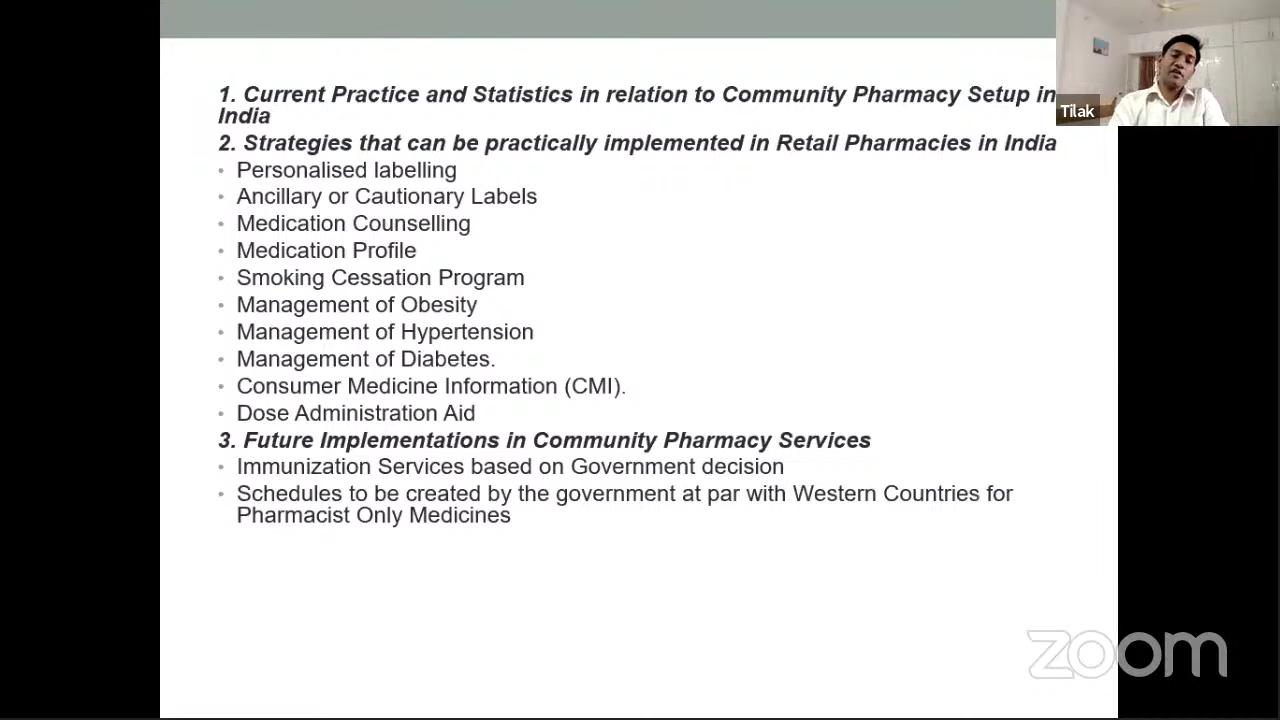 1. Current Practice and Statistics in relation to Community Pharmacy Setup in
India
2. Strategies that can be practically implemented in Retail Pharmacies in India
Personalised labelling
Ancillary or Cautionary Labels
Medication Counselling
Medication Profile
Smoking Cessation Program
Management of Obesity
Management of Hypertension
Management of Diabetes.
Consumer Medicine Information (CMI).
Dose Administration Aid
3. Future Implementations in Community Pharmacy Services
Immunization Services based on Government decision
Schedules to be created by the government at par with Western Countries for
Pharmacist Only Medicines
Tilak
zoom